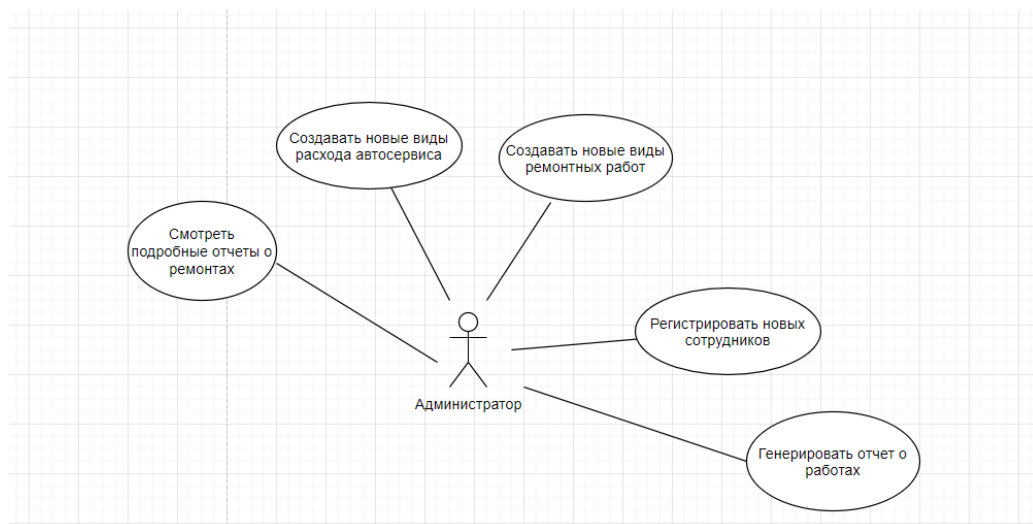 Создавать новые виды
расхода автосервиса
Создавать новые виды
ремонтных работ
Смотреть
подробные отчеты о
ремонтах
Регистрировать новых
сотрудников
Администратор
Генерировать отчет о
работах